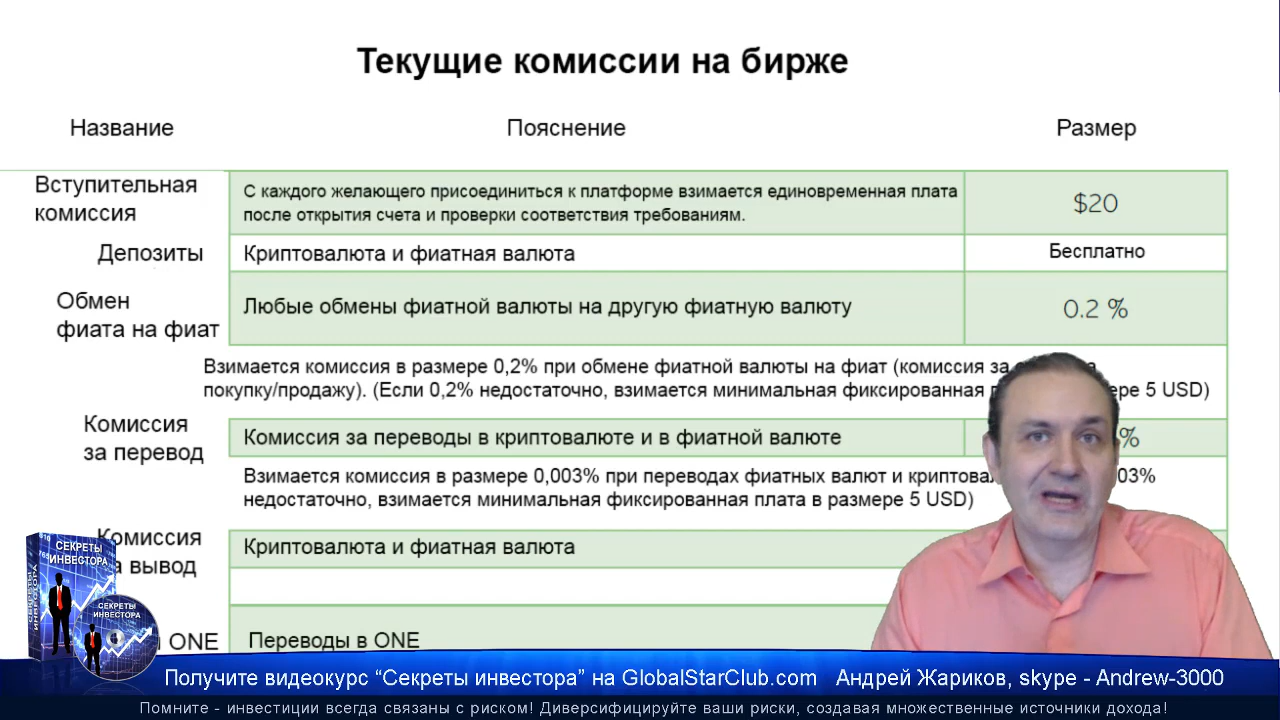 Текущие комиссии на бирже
Название Пояснение Размер
Вступительная
комиссия
С каждого желающего присоединиться к платформе взимается единовременная плата
после открытия счета и проверки соответствия требованиям.
$20
Депозиты Криптовалюта и фиатная валюта Бесплатно
Обмен
фиата на фиат
Любые обмены фиатной валюты на другую фиатную валюту 0.2 %
Взимается комиссия в размере 0,2% при обмене фиатной валюты на фиат (комиссия за
покупку/продажу). (Если 0,2% недостаточно, взимается минимальная фиксированная 5 USD)
Комиссия
за перевод
Комиссия за переводы в криптовалюте и в фиатной валюте %
Взимается комиссия в размере 0,003% при переводах фиатных валют и 03%
недостаточно, взимается минимальная фиксированная плата в размере 5 USD)
Комиссия
вывод
Криптовалюта и фиатная валюта
ONE Переводы в ONE
СЕКРЕТЫ
ИНВЕСТОРА
СЕКРЕТЫ
ИНВЕСТОРА
Получите видеокурс “Секреты инвестора” на GlobalStarClub.com Андрей Жариков, skype - Andrew-3000
Помните - инвестиции всегда связаны с риском! Диверсифицируйте ваши риски, создавая множественные источники дохода!